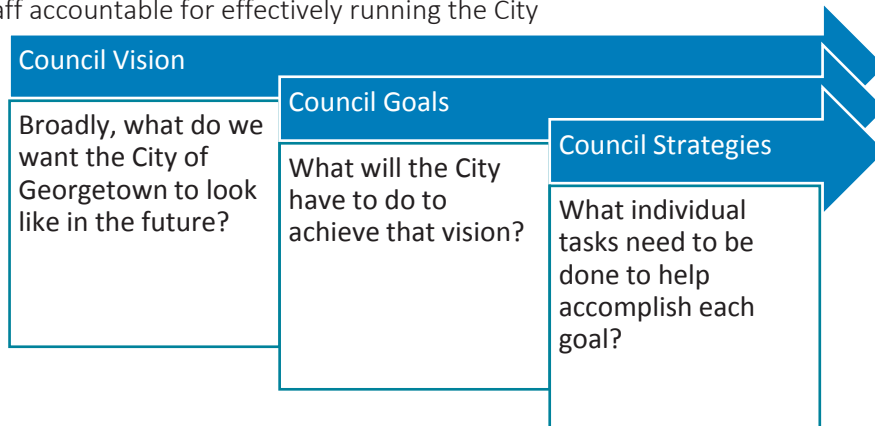 aff accountable for effectively running the City
Council Vision
Broadly, what do we
want the City of
Georgetown to look
like in the future?
Council Goals
What will the City
have to do to
achieve that vision?
Council Strategies
What individual
tasks need to be
done to help
accomplish each
goal?